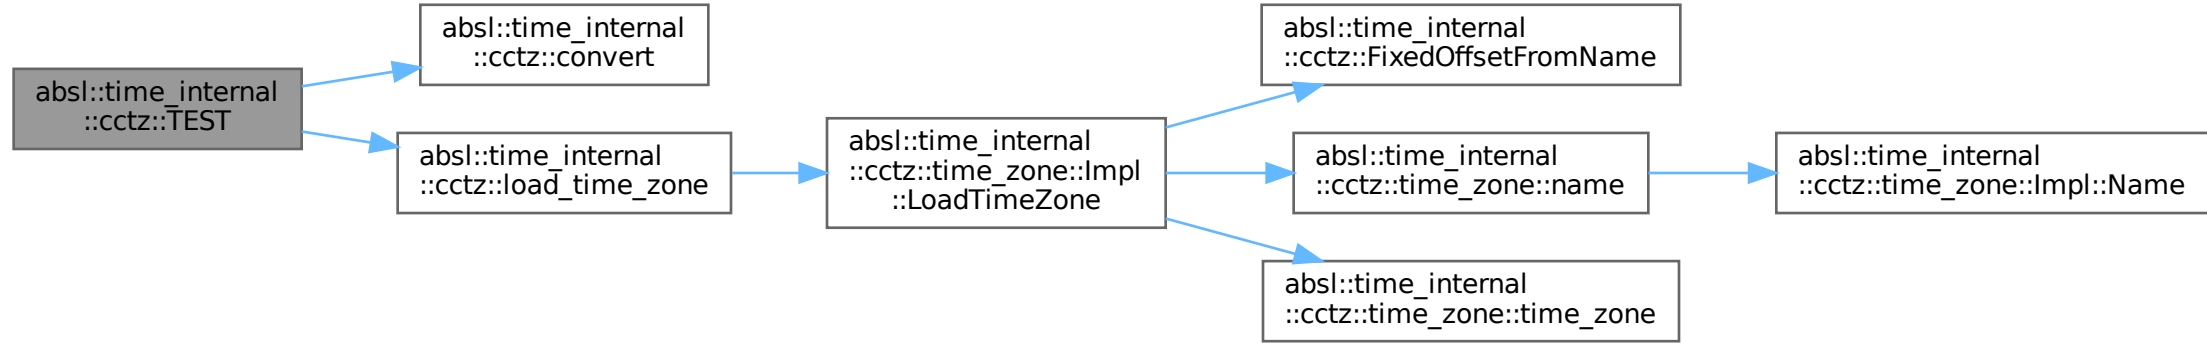 absl::time_internal
::cctz::TEST
absl::time_internal
::cctz::convert
absl::time_internal
::cctz::load_time_zone
absl::time_internal
::cctz::time_zone::Impl
::LoadTimeZone
absl::time_internal
::cctz::FixedOffsetFromName
absl::time_internal
::cctz::time_zone::name
absl::time_internal
::cctz::time_zone::Impl::Name
absl::time_internal
::cctz::time_zone::time_zone